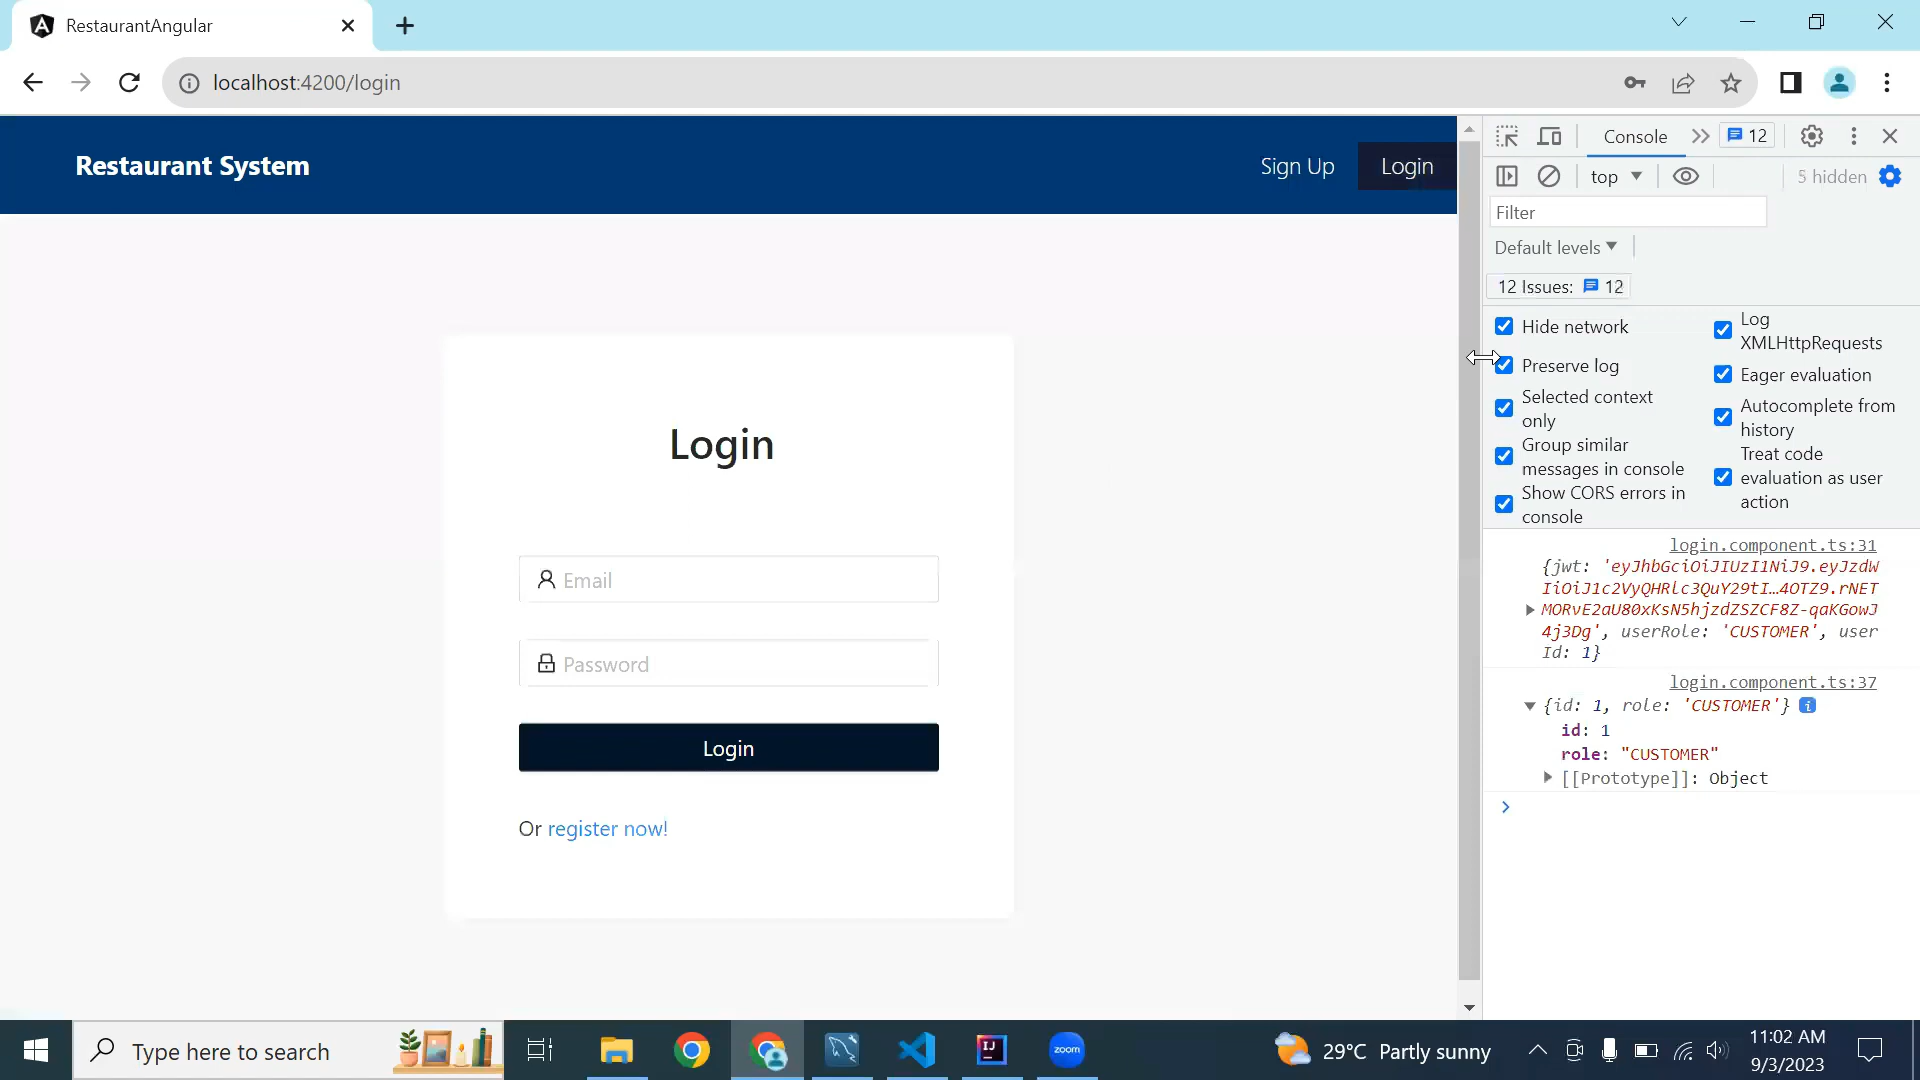 RestaurantAngular
localhost:4200/login
Restaurant System
Sign Up
Login
Console
12
top
5 hidden
Filter
Default levels
12 Issues: 12
Hide network
Log
XMLHttpRequests
Preserve log
Eager evaluation
Selected context
only
Autocomplete from
history
Group similar
messages in console
Treat code
evaluation as user
action
Show CORS errors in
console
Login
Email
Password
Login
Or register now!
login.component.ts:31
{jwt: 'eyJhbGciOiJIUzI1NiJ9.eyJzdW
IiOiJ1c2VyQHRlc3QuY29tI…4OTZ9.rNET
MORvE2aU80xKsN5hjzdZSZCF8Z-qaKGowJ
4j3Dg', userRole: 'CUSTOMER', user
Id: 1}
login.component.ts:37
{id: 1, role: 'CUSTOMER'}
id: 1
role: "CUSTOMER"
[[Prototype]]: Object
Type here to search
IJ
zoom
29°C Partly sunny
11:02 AM
9/3/2023